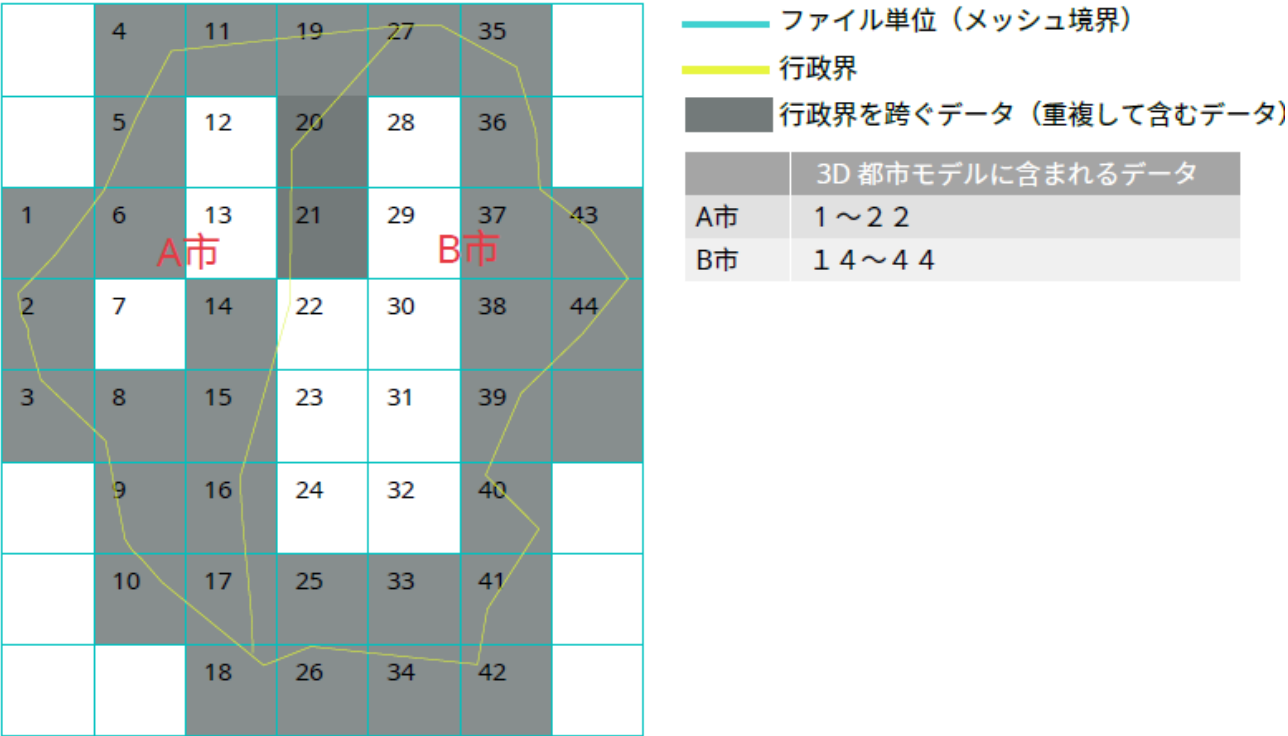 4 11 19 27 35
5 12 20 28 36
1 6 13 21 29 37 43
A市 B市
2 7 14 22 30 38 44
3 8 15 23 31 39
9 16 24 32 40
10 17 25 33 41
18 26 34 42
ファイル単位（メッシュ境界）
行政界
行政界を跨ぐデータ（重複して含むデータ）
3D 都市モデルに含まれるデータ
A市 １～２２
B市 １４～４４